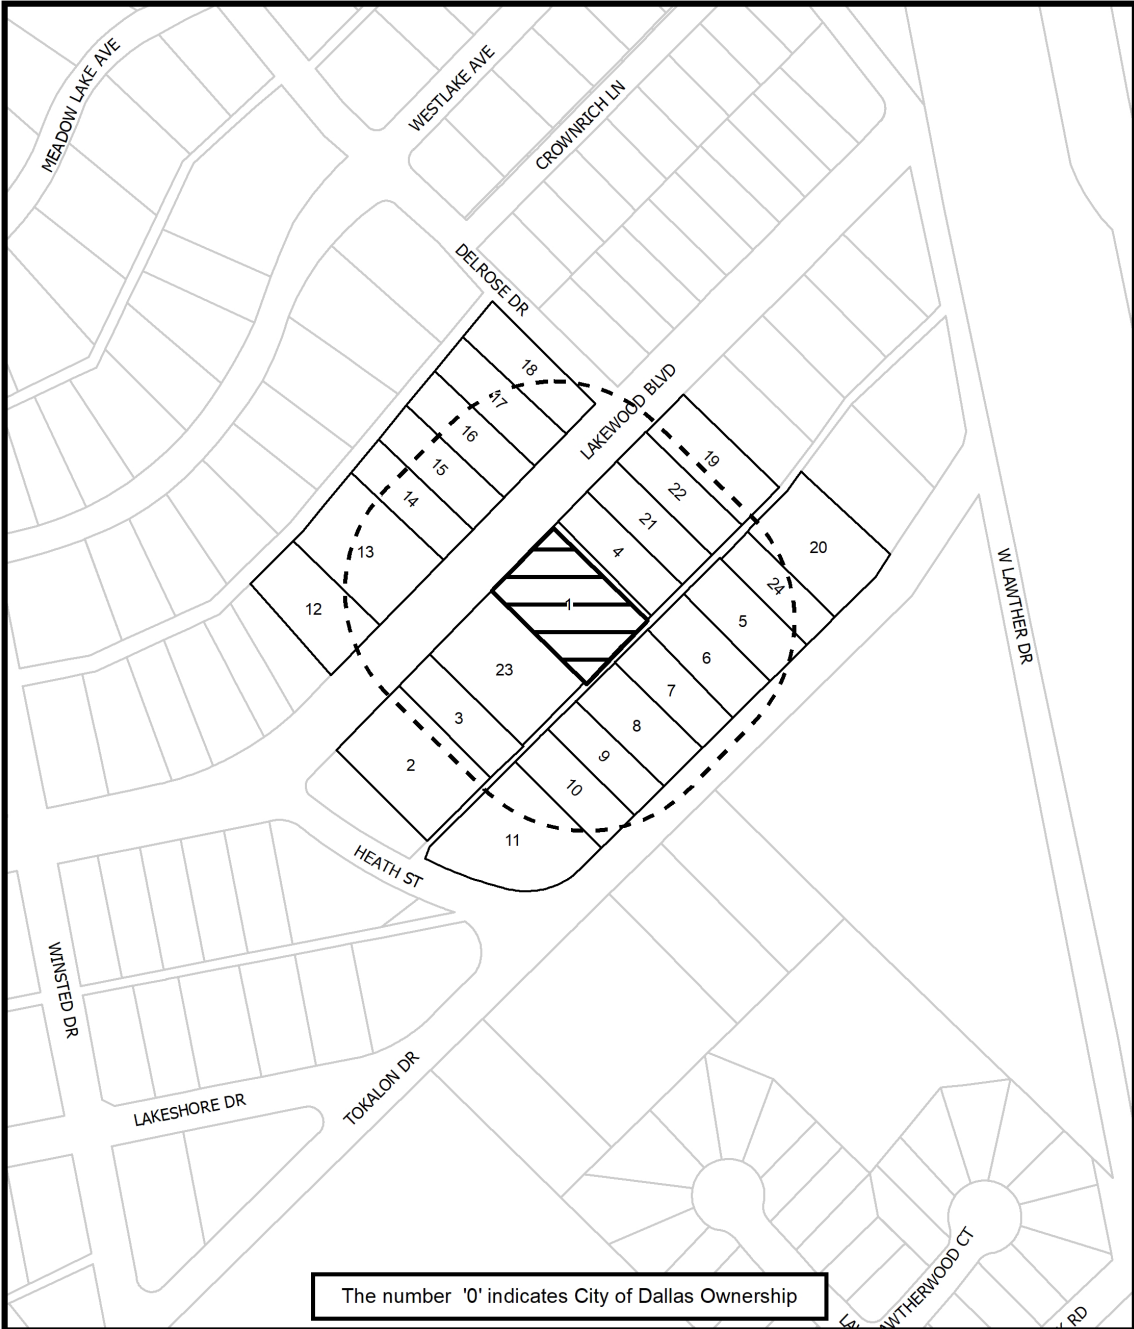 MEADOW LAKE AVE
WESTLAKE AVE
CROWNRICH LN
DELROSE DR
LAKEWOOD BLVD
18
17
16
15
14
13
12
19
22
21
4
1
20
24
5
6
7
8
9
10
11
23
3
2
W LAWTHER DR
HEATH ST
WINSTED DR
LAKESHORE DR
TOKALON DR
AWTHERWOOD CT
RD
The number '0' indicates City of Dallas Ownership